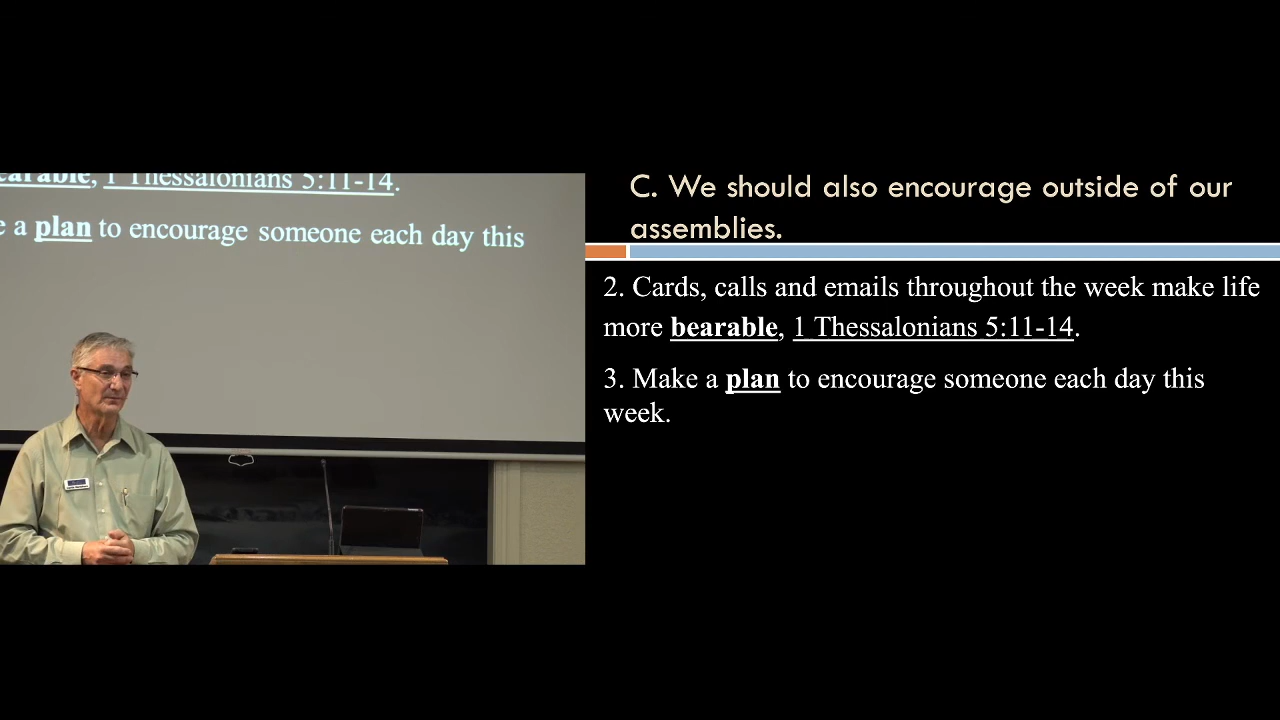 earable, 1 Thessalonians 5:11-14.
e a plan to encourage someone each day this
C. We should also encourage outside of our
assemblies.
2. Cards, calls and emails throughout the week make life
more bearable, 1 Thessalonians 5:11-14.
3. Make a plan to encourage someone each day this
week.